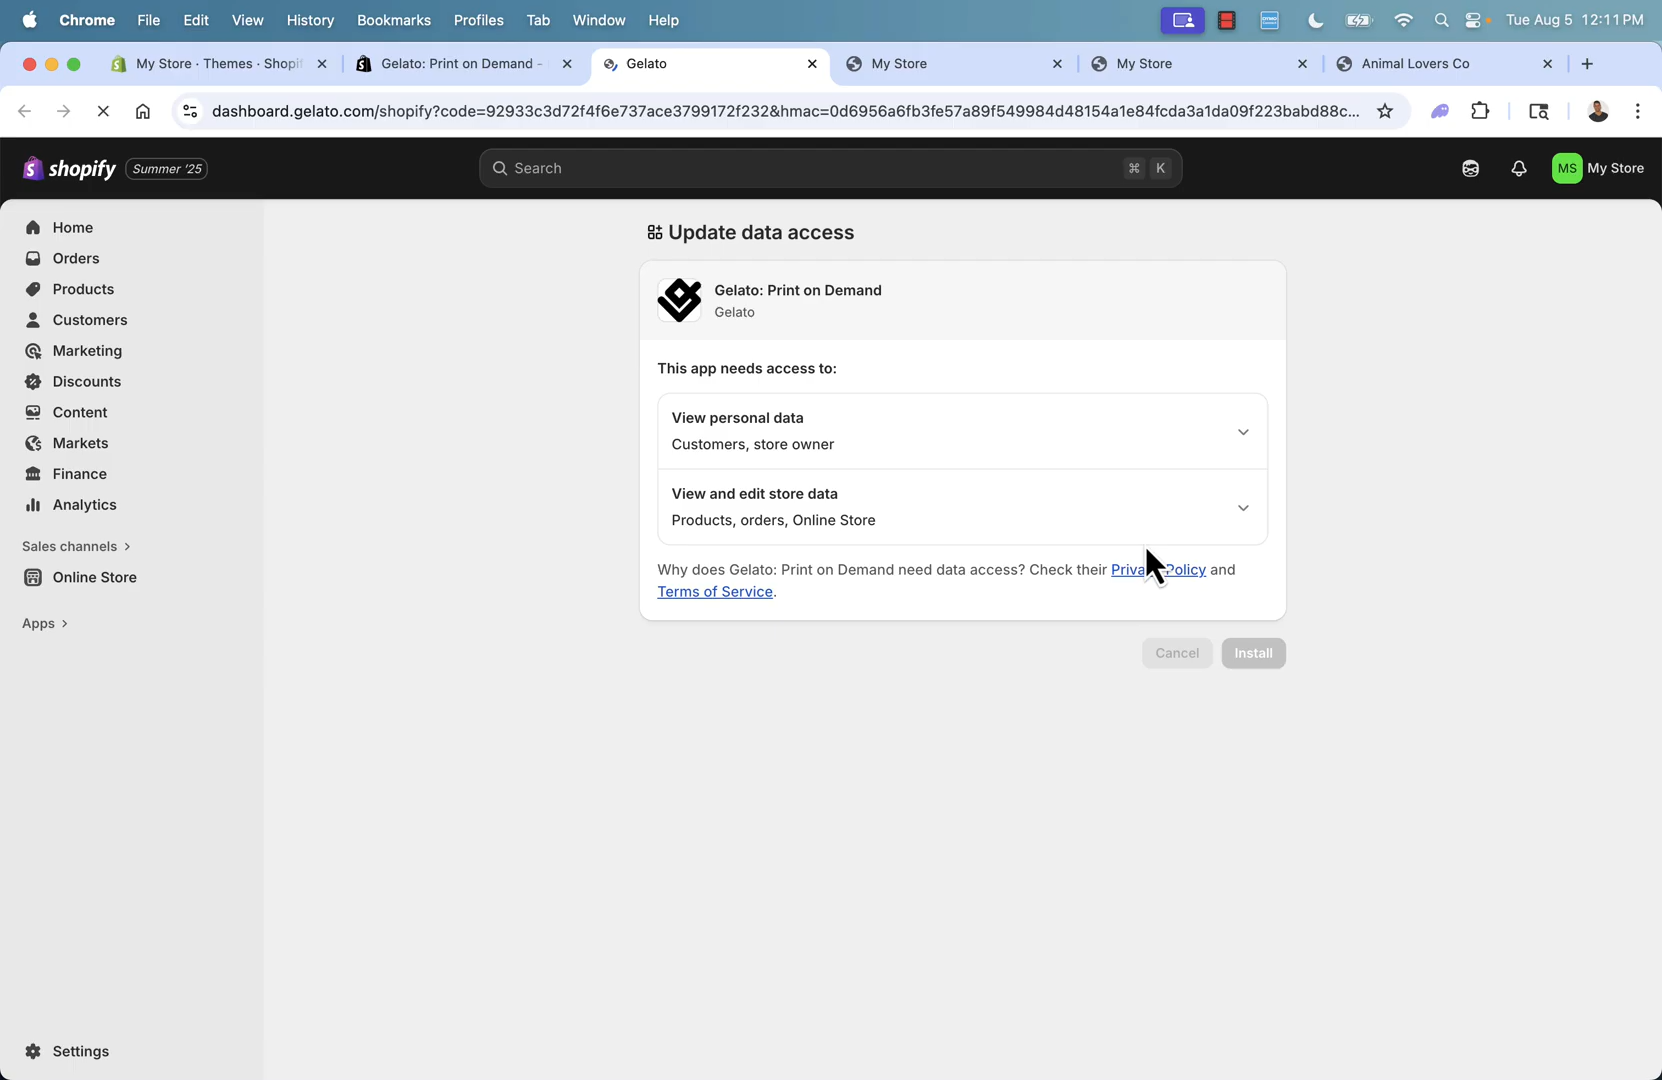 Chrome File Edit View History Bookmarks Profiles Tab Window Help Tue Aug 5 12:11 PM
My Store · Themes · Shopif Gelato: Print on Demand - Gelato My Store My Store Animal Lovers Co
dashboard.gelato.com/shopify?code=92933c3d72f4f6e737ace3799172f232&hmac=0d6956a6fb3fe57a89f549984d48154a1e84fcda3a1da09f223babd88c...
shopify Summer '25 Search ⌘ K MS My Store
Home
Orders
Products
Customers
Marketing
Discounts
Content
Markets
Finance
Analytics
Sales channels
Online Store
Apps
Settings
Update data access
Gelato: Print on Demand
Gelato
This app needs access to:
View personal data
Customers, store owner
View and edit store data
Products, orders, Online Store
Why does Gelato: Print on Demand need data access? Check their Privacy Policy and
Terms of Service.
Cancel Install